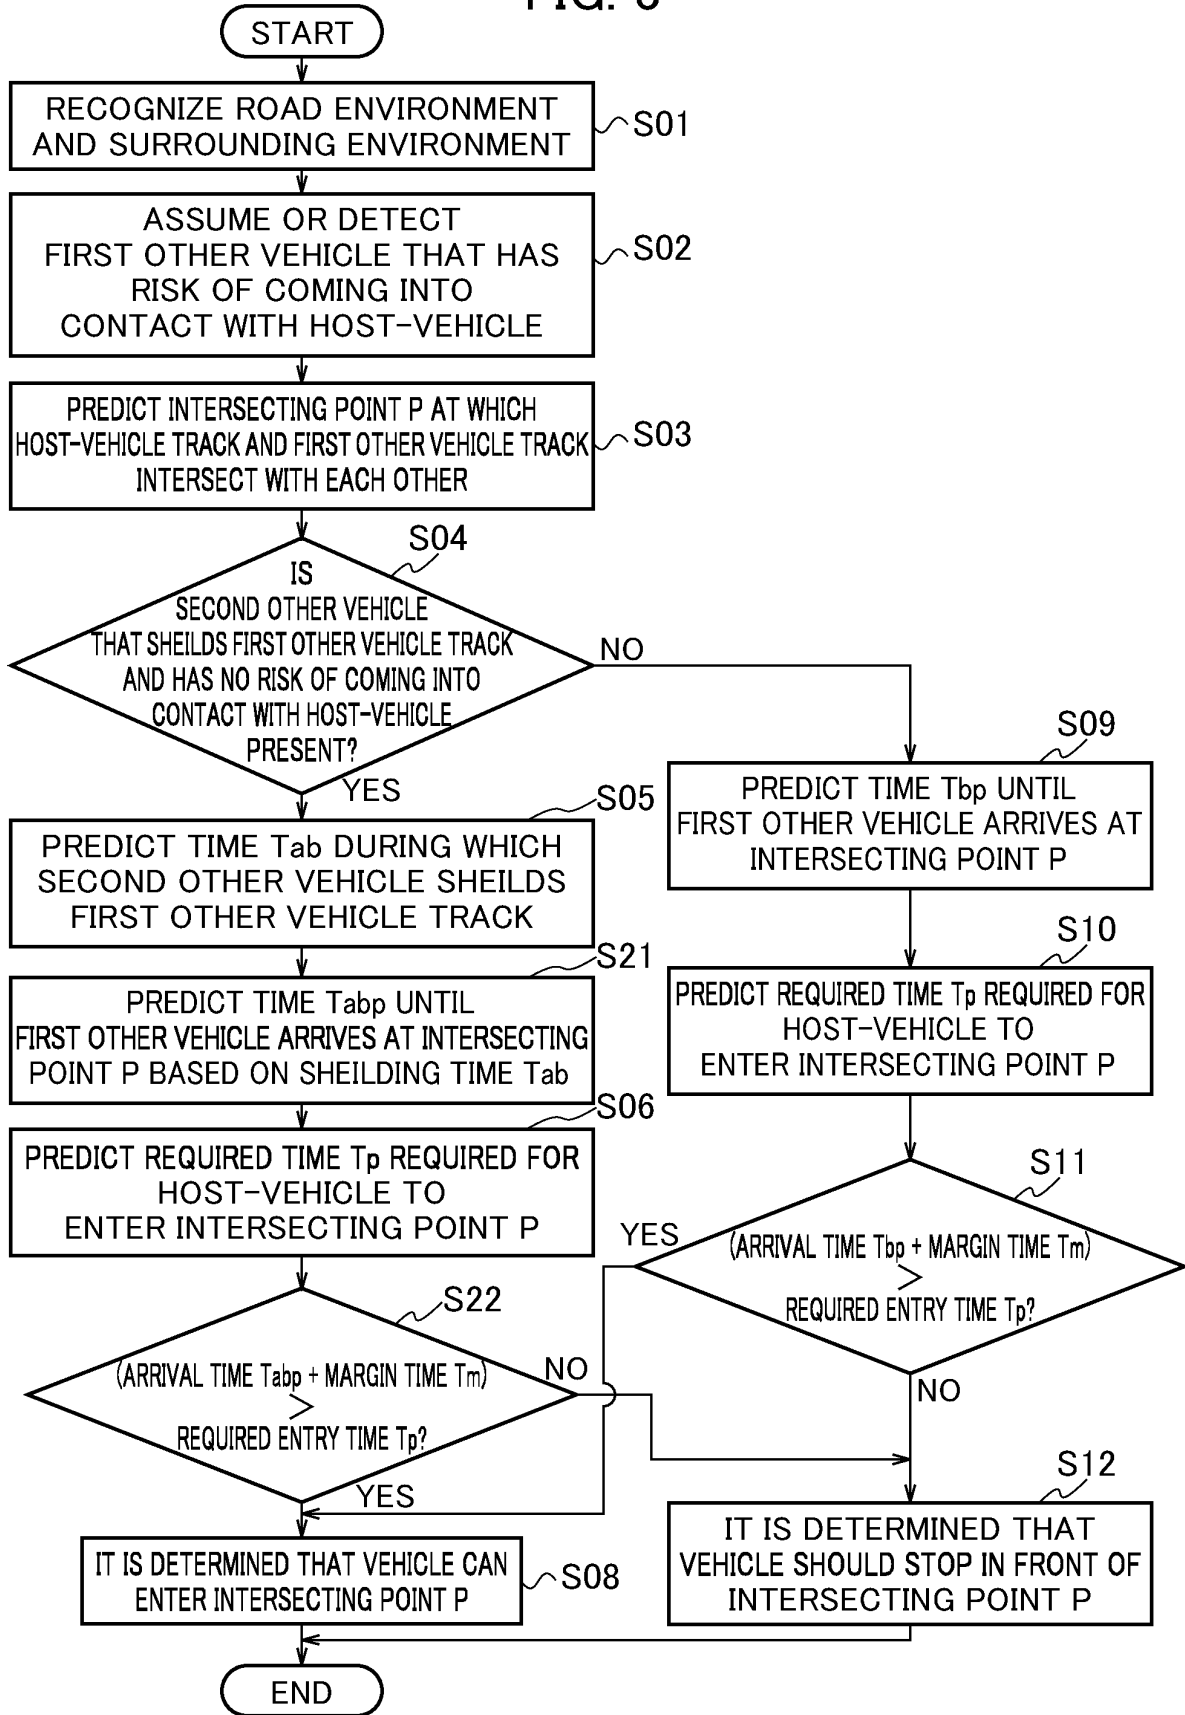 START
RECOGNIZE ROAD ENVIRONMENT
AND SURROUNDING ENVIRONMENT
S01
ASSUME OR DETECT
FIRST OTHER VEHICLE THAT HAS
RISK OF COMING INTO
CONTACT WITH HOST-VEHICLE
S02
PREDICT INTERSECTING POINT P AT WHICH
HOST-VEHICLE TRACK AND FIRST OTHER VEHICLE TRACK
INTERSECT WITH EACH OTHER
S03
S04
IS
SECOND OTHER VEHICLE
THAT SHEILDS FIRST OTHER VEHICLE TRACK
AND HAS NO RISK OF COMING INTO
CONTACT WITH HOST-VEHICLE
PRESENT?
NO
YES
S05
PREDICT TIME Tab DURING WHICH
SECOND OTHER VEHICLE SHEILDS
FIRST OTHER VEHICLE TRACK
S21
PREDICT TIME Tabp UNTIL
FIRST OTHER VEHICLE ARRIVES AT INTERSECTING
POINT P BASED ON SHEILDING TIME Tab
S06
PREDICT REQUIRED TIME Tp REQUIRED FOR
HOST-VEHICLE TO
ENTER INTERSECTING POINT P
S22
(ARRIVAL TIME Tabp + MARGIN TIME Tm)
>
REQUIRED ENTRY TIME Tp?
NO
YES
IT IS DETERMINED THAT VEHICLE CAN
ENTER INTERSECTING POINT P
S08
S09
PREDICT TIME Tbp UNTIL
FIRST OTHER VEHICLE ARRIVES AT
INTERSECTING POINT P
S10
PREDICT REQUIRED TIME Tp REQUIRED FOR
HOST-VEHICLE TO
ENTER INTERSECTING POINT P
S11
YES
(ARRIVAL TIME Tbp + MARGIN TIME Tm)
>
REQUIRED ENTRY TIME Tp?
NO
S12
IT IS DETERMINED THAT
VEHICLE SHOULD STOP IN FRONT OF
INTERSECTING POINT P
END